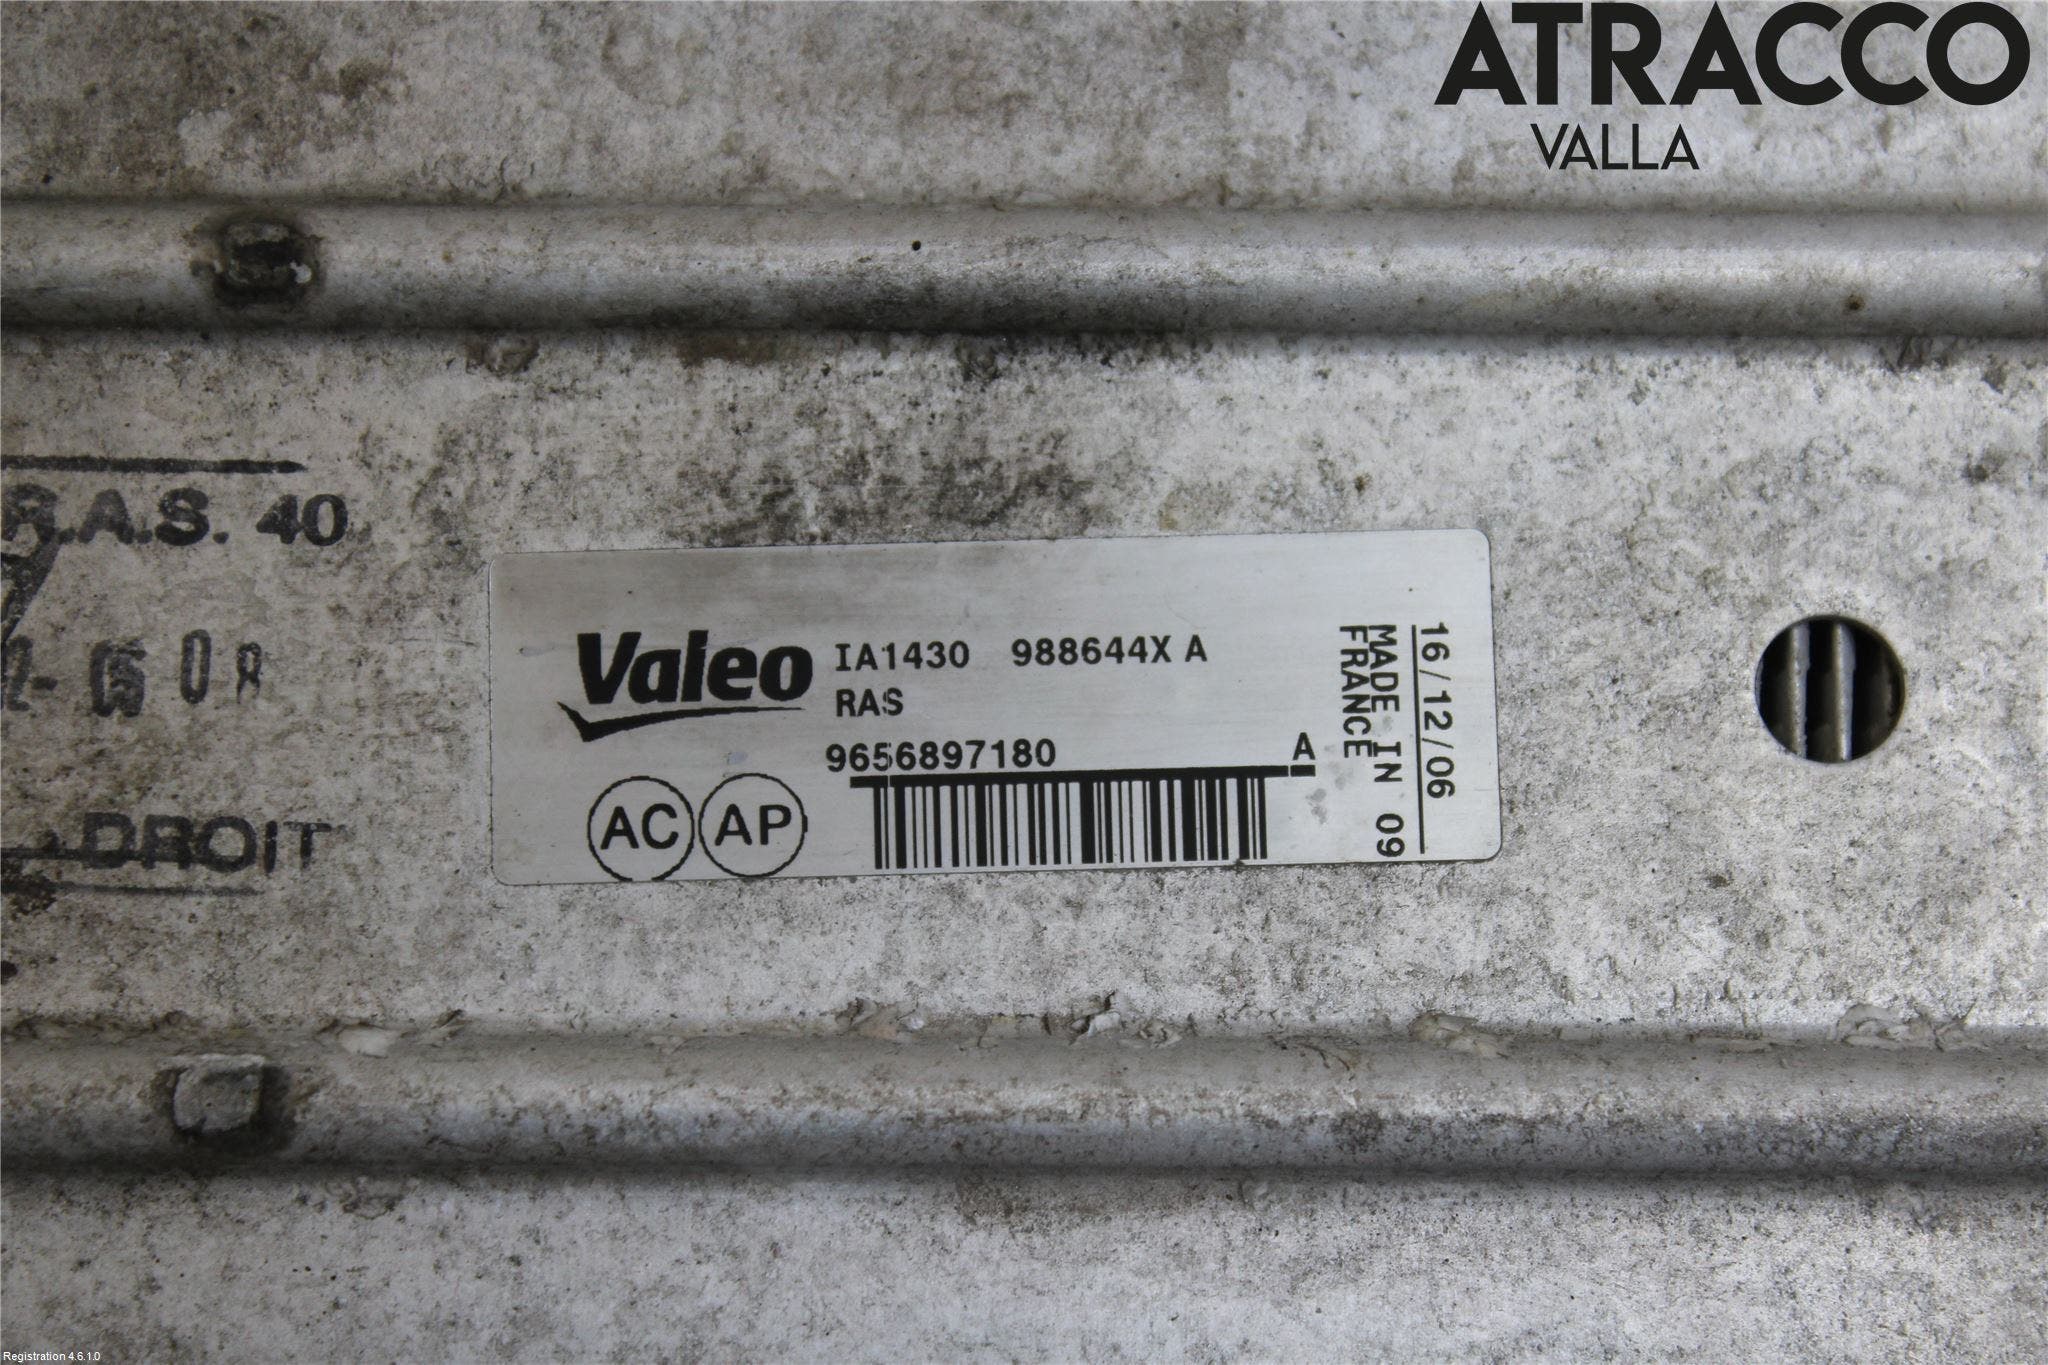 ATRACCO
VALLA
R.A.S. 40
08
DROIT
Valeo
IA1430 988644X A
RAS
9656897180 A
AC AP
16/12/06
MADE IN 09
FRANCE
Registration 4.6.1.0